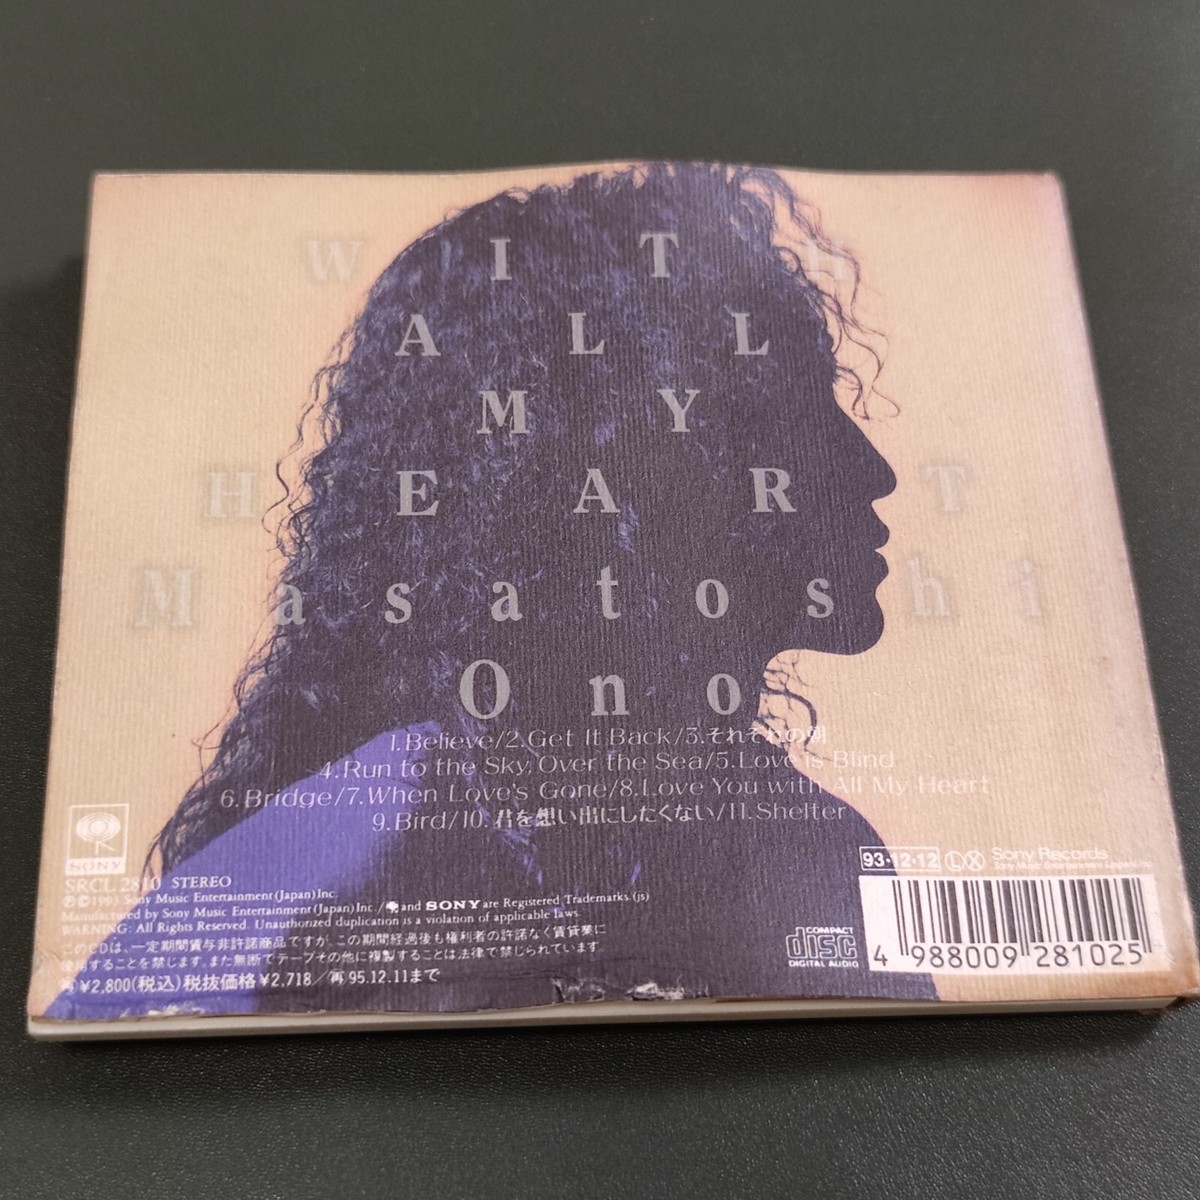 WITH
ALL
MY
HEART
Masatoshi
Ono
1.Believe/2.Get It Back/3.それぞれの朝
4.Run to the Sky, Over the Sea/5.Love is Blind
6.Bridge/7.When Love's Gone/8.Love You with All My Heart
9.Bird/10.君を想い出にしたくない/11.Shelter
SONY
SRCL 2810 STEREO
Ⓟ©1993 Sony Music Entertainment (Japan) Inc.
Manufactured by Sony Music Entertainment (Japan) Inc./ and SONY are Registered Trademarks. (js)
WARNING: All Rights Reserved. Unauthorized duplication is a violation of applicable laws.
このCDは、一定期間貸与非許諾商品ですが、この期間経過後も権利者の許諾なく賃貸業に
使用することを禁じます。また無断でテープその他に複製することは法律で禁じられています。
再¥2,800(税込)税抜価格¥2,718/再95.12.11まで
93·12·12 Ⓛ Ⓧ Sony Records
Sony Music Entertainment (Japan) Inc.
COMPACT
disc
DIGITAL AUDIO
4 988009 281025